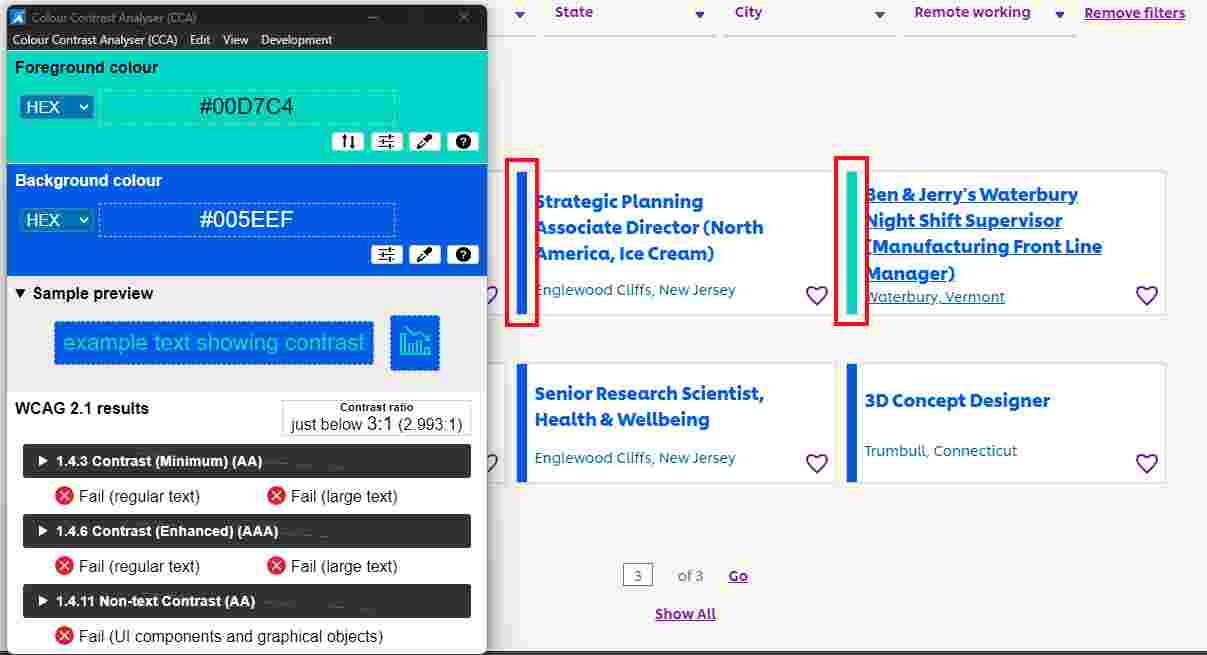 Colour Contrast Analyser (CCA)
Colour Contrast Analyser (CCA) Edit View Development
Foreground colour
HEX #00D7C4
Background colour
HEX #005EEF
▼ Sample preview
example text showing contrast
WCAG 2.1 results
Contrast ratio
just below 3:1 (2.993:1)
1.4.3 Contrast (Minimum) (AA)
Fail (regular text) Fail (large text)
1.4.6 Contrast (Enhanced) (AAA)
Fail (regular text) Fail (large text)
1.4.11 Non-text Contrast (AA)
Fail (UI components and graphical objects)
State City Remote working Remove filters
Strategic Planning
Associate Director (North
America, Ice Cream)
Englewood Cliffs, New Jersey
Ben & Jerry's Waterbury
Night Shift Supervisor
(Manufacturing Front Line
Manager)
Waterbury, Vermont
Senior Research Scientist,
Health & Wellbeing
Englewood Cliffs, New Jersey
3D Concept Designer
Trumbull, Connecticut
3 of 3 Go
Show All